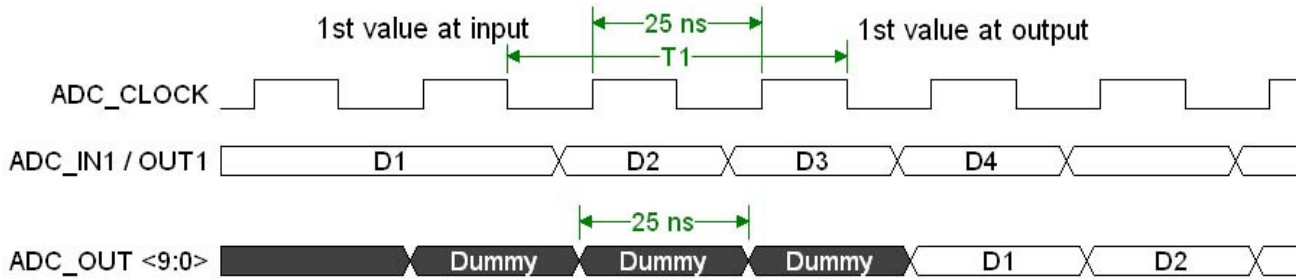 1st value at input
25 ns
1st value at output
T1
ADC_CLOCK
ADC_IN1 / OUT1 D1 D2 D3 D4
25 ns
ADC_OUT <9:0> Dummy Dummy Dummy D1 D2